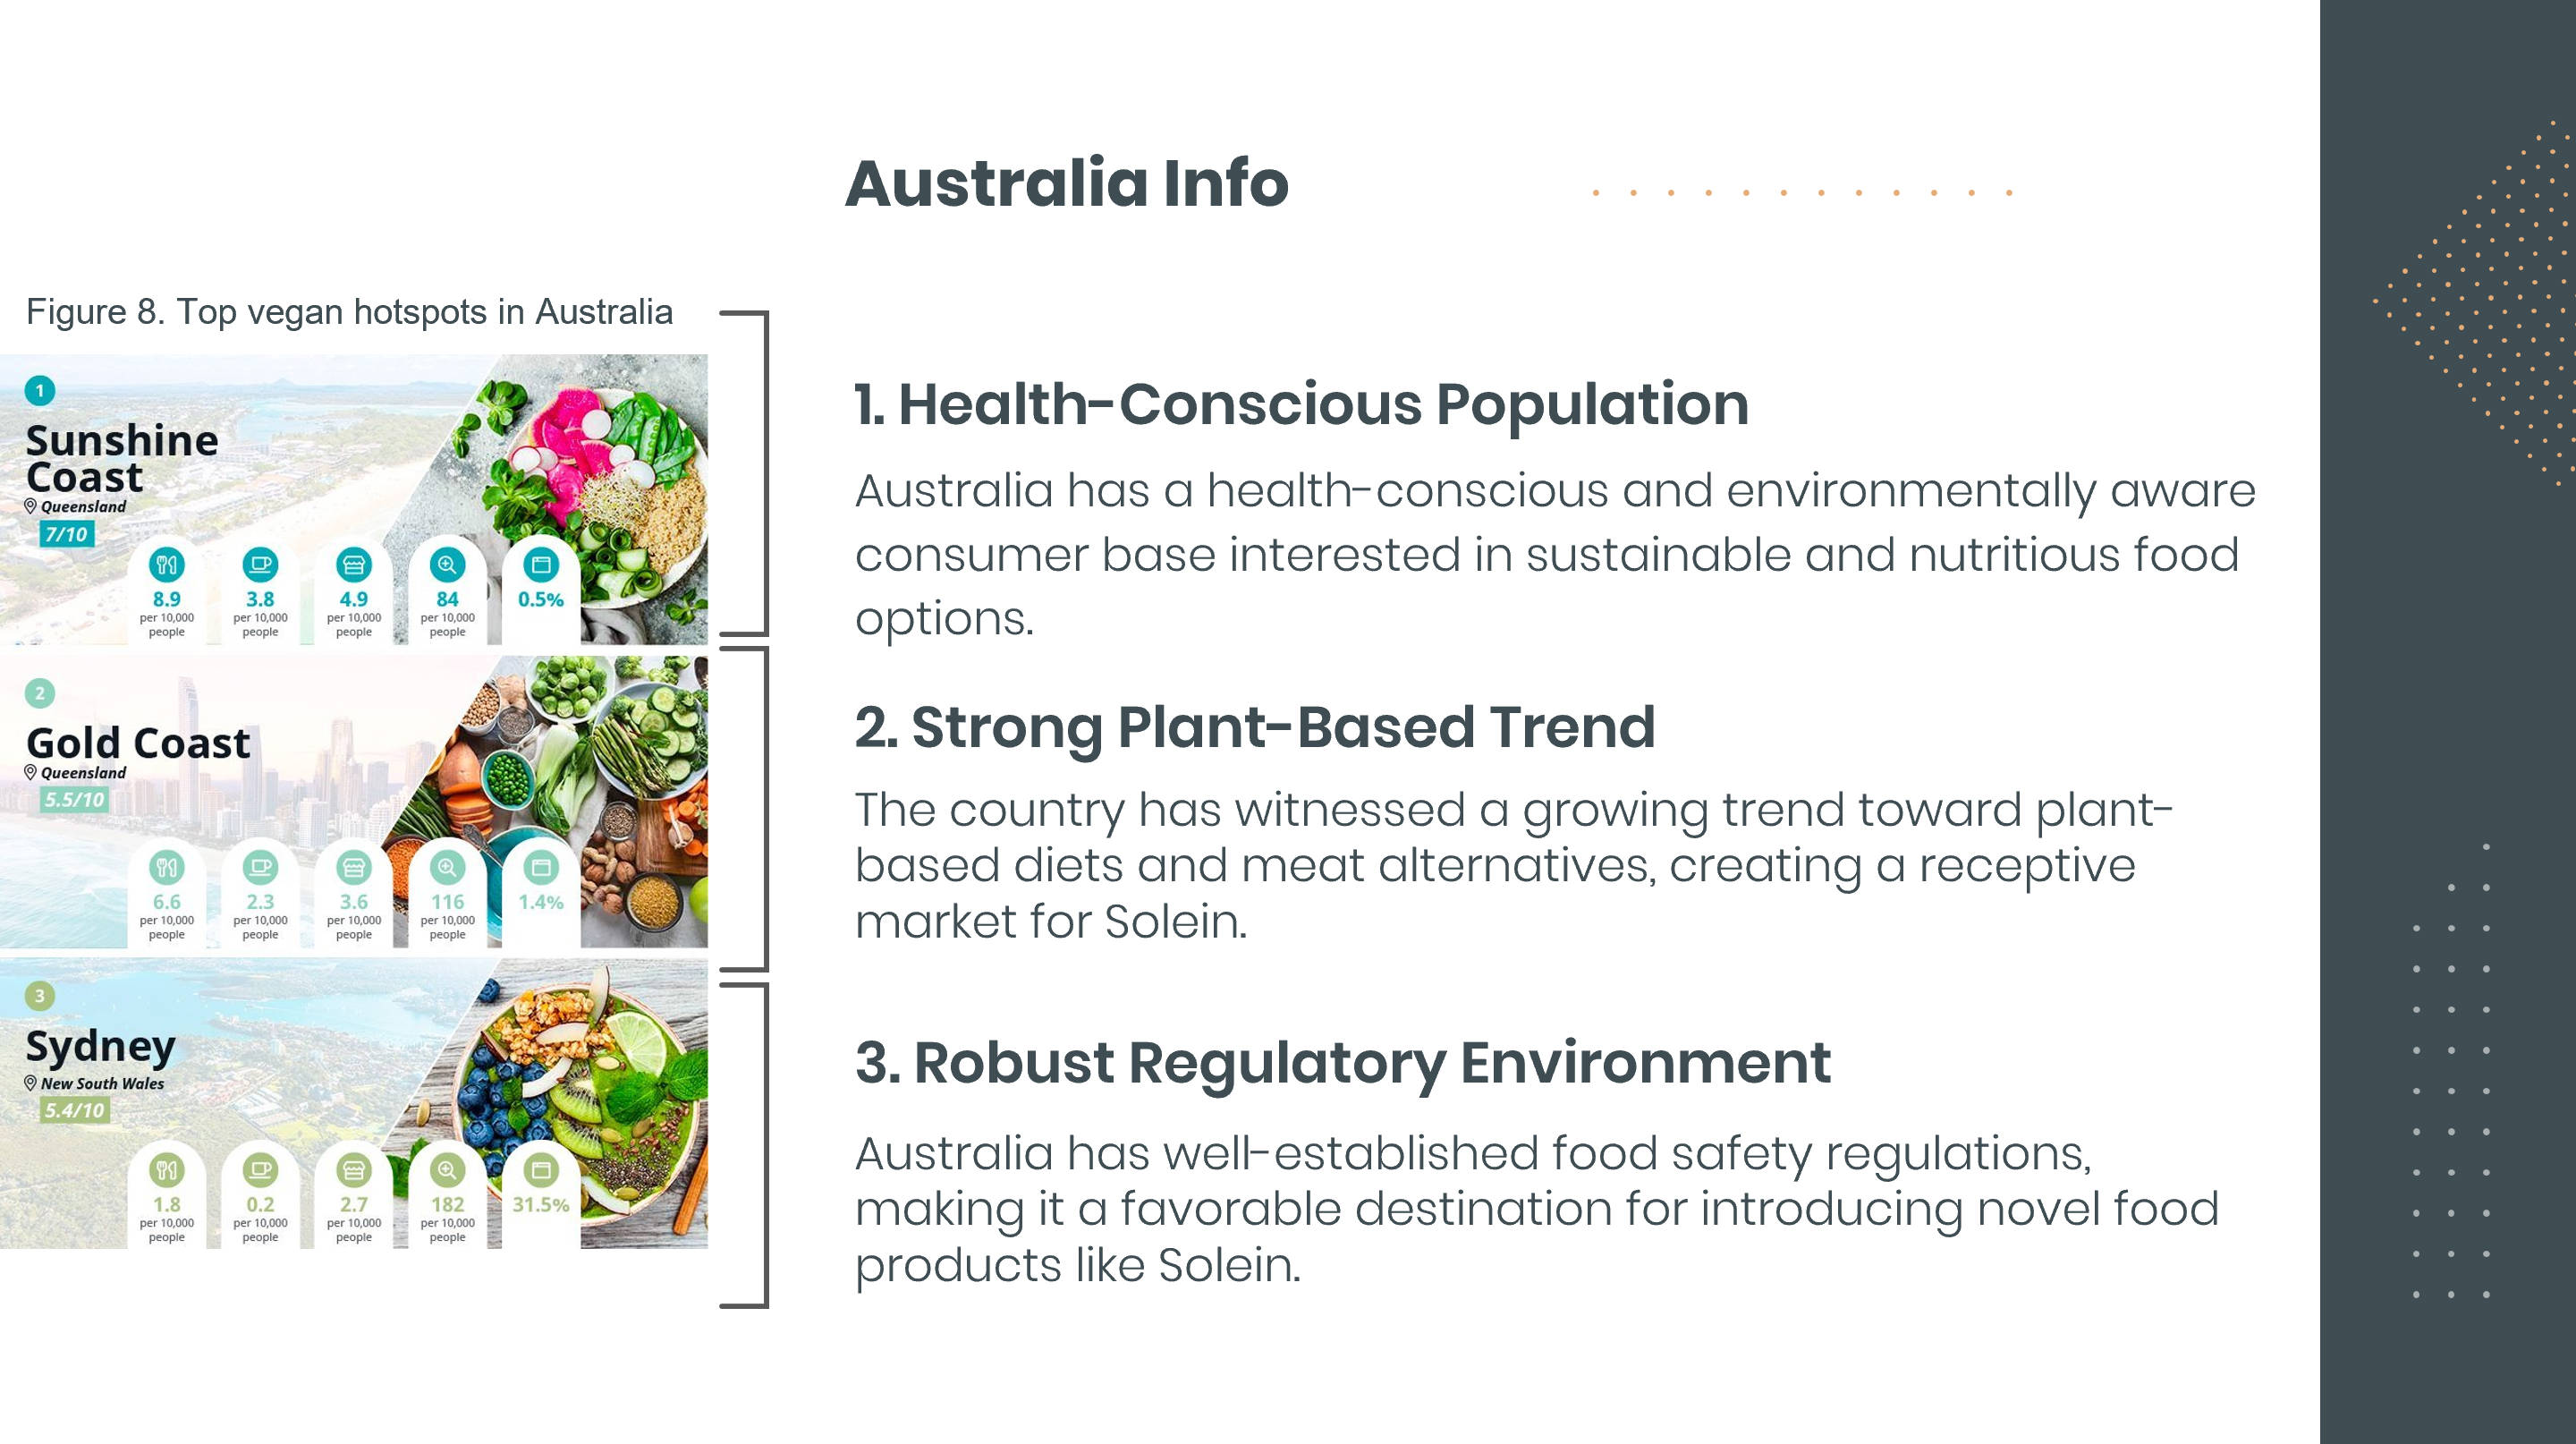 Australia Info
Figure 8. Top vegan hotspots in Australia
1
Sunshine
Coast
Queensland
7/10
8.9
per 10,000
people
3.8
per 10,000
people
4.9
per 10,000
people
84
per 10,000
people
0.5%
2
Gold Coast
Queensland
5.5/10
6.6
per 10,000
people
2.3
per 10,000
people
3.6
per 10,000
people
116
per 10,000
people
1.4%
3
Sydney
New South Wales
5.4/10
1.8
per 10,000
people
0.2
per 10,000
people
2.7
per 10,000
people
182
per 10,000
people
31.5%
1. Health-Conscious Population
Australia has a health-conscious and environmentally aware
consumer base interested in sustainable and nutritious food
options.
2. Strong Plant-Based Trend
The country has witnessed a growing trend toward plant-
based diets and meat alternatives, creating a receptive
market for Solein.
3. Robust Regulatory Environment
Australia has well-established food safety regulations,
making it a favorable destination for introducing novel food
products like Solein.